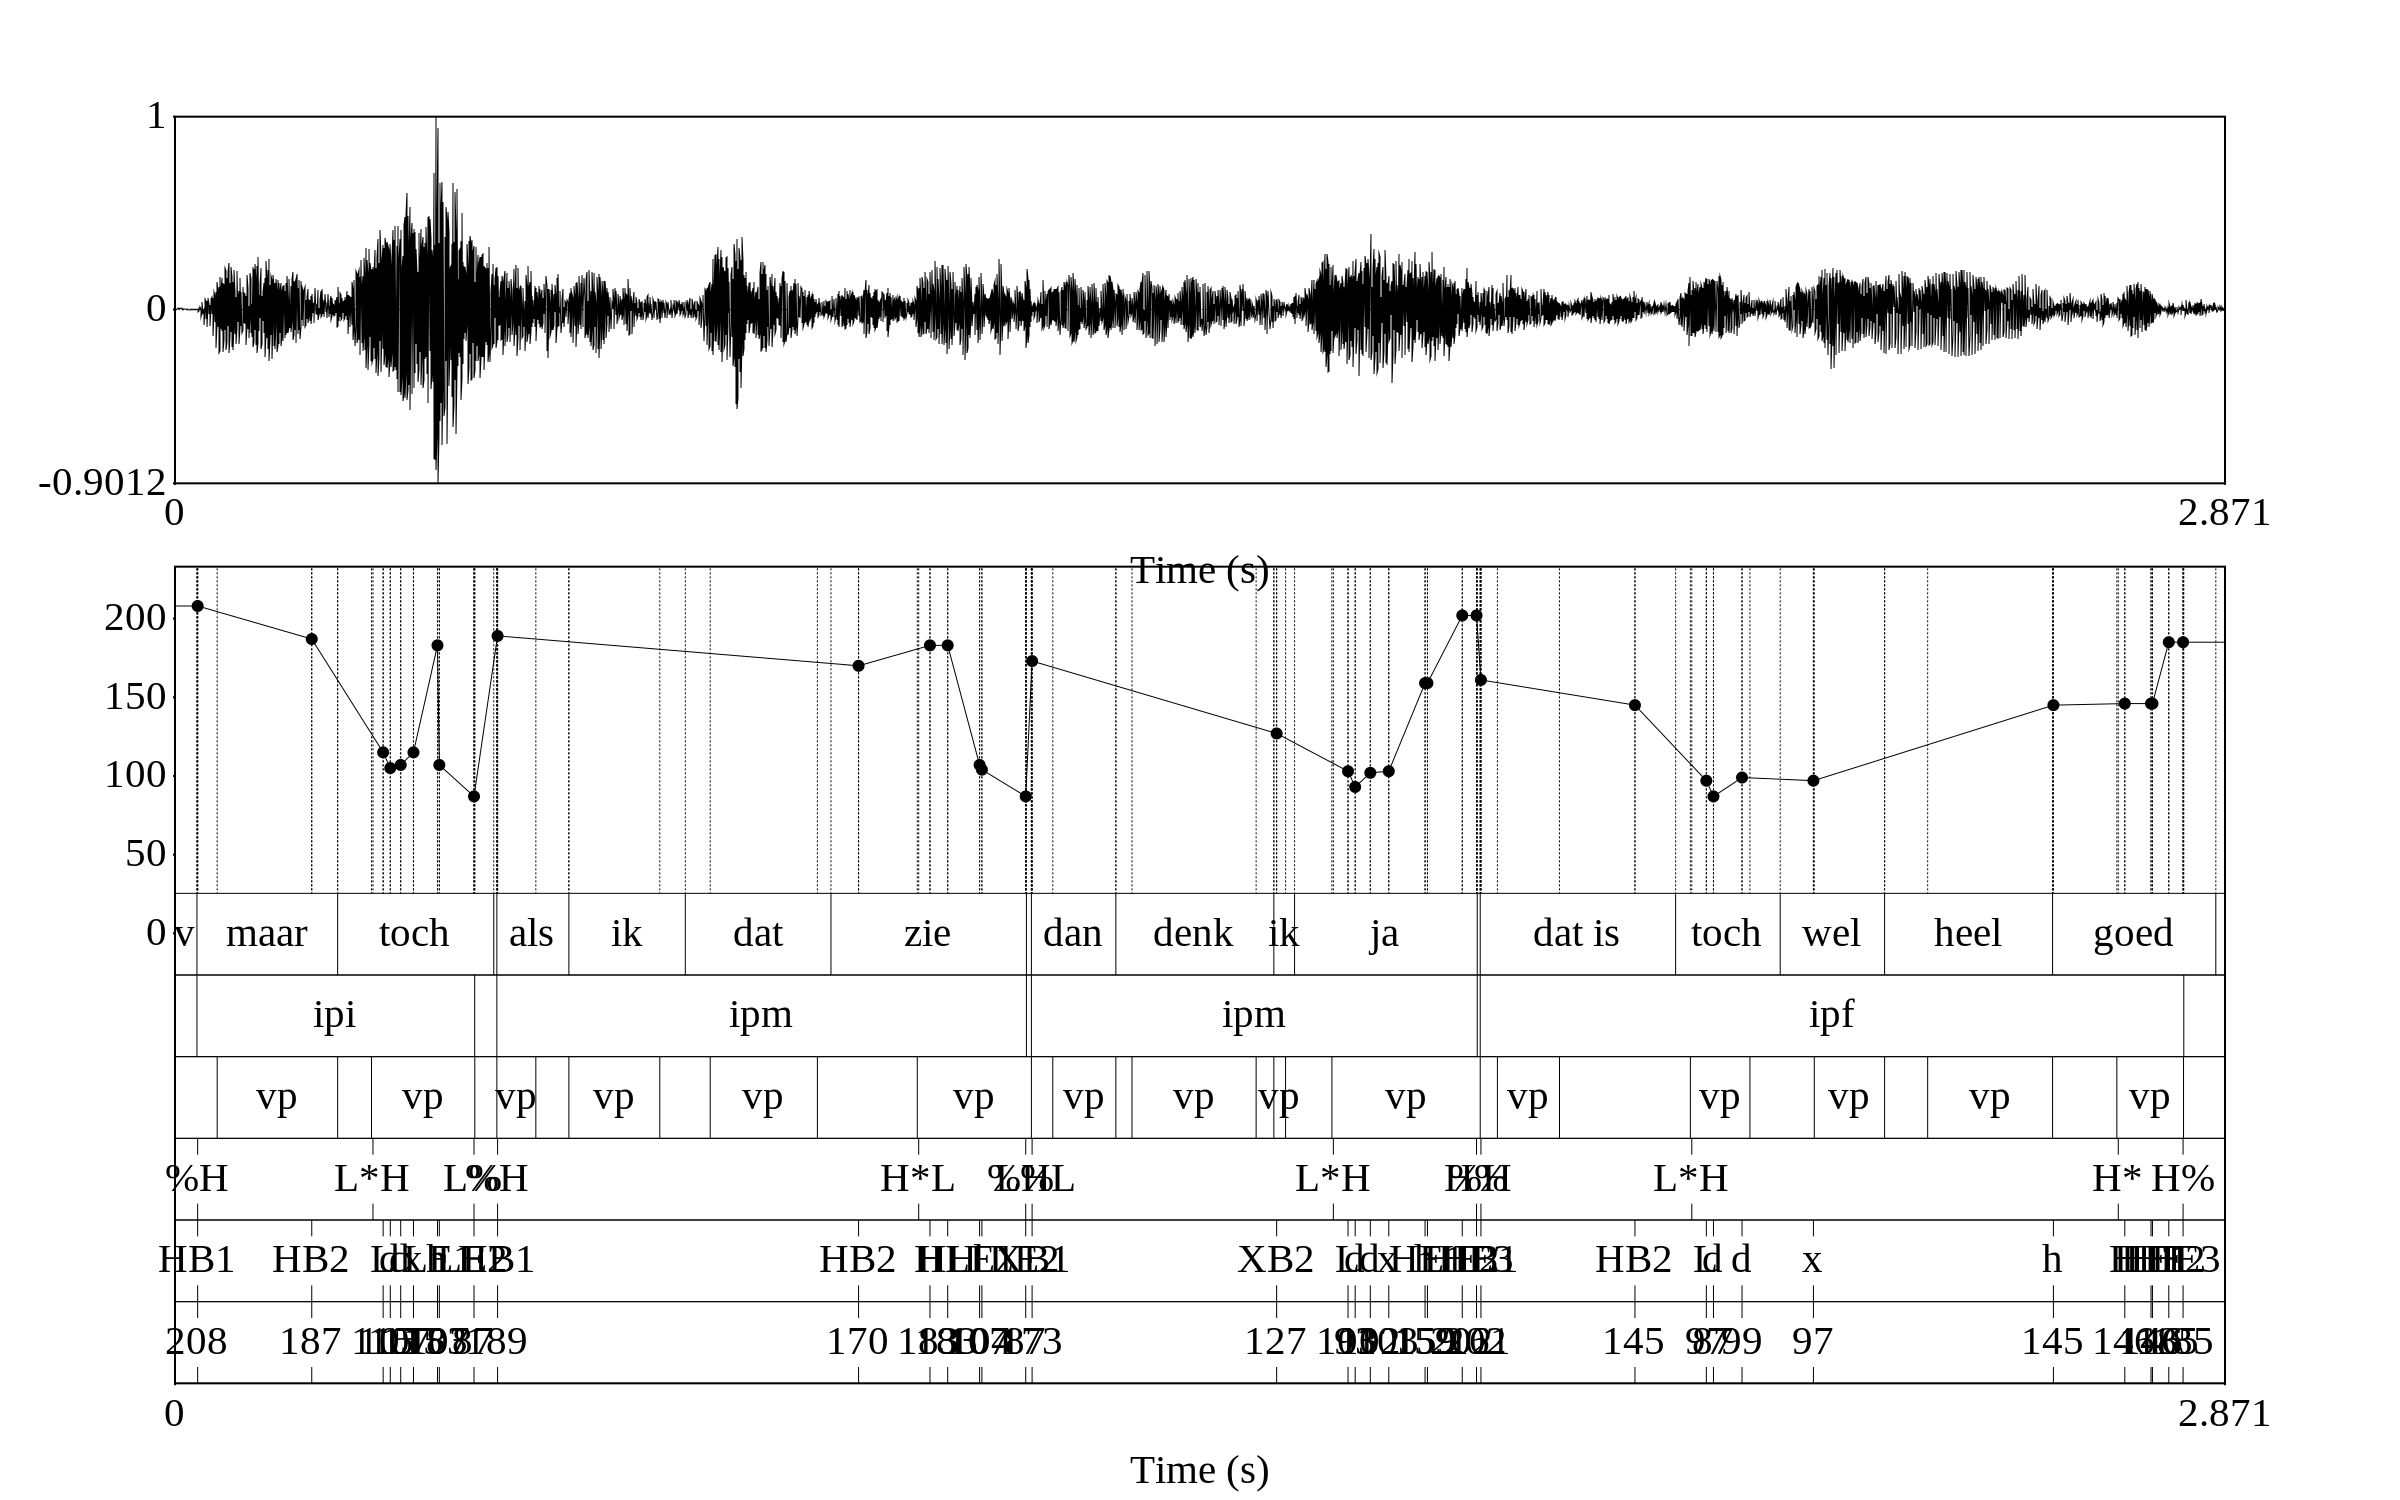 1
0
-0.9012
0 2.871
Time (s)
200
150
100
50
0 v maar toch als ik dat zie dan denk ik ja dat is toch wel heel goed
ipi ipm ipm ipf
vp vp vp vp vp vp vp vp vp vp vp vp vp vp vp
%H L*H L% %H H*L L% %HL L*H H% %H L*H H* H%
HB1 HB2 HB2 XB2 HB2 d x h
208 187 189 170 127 145 99 97 145
0 2.871
Time (s)